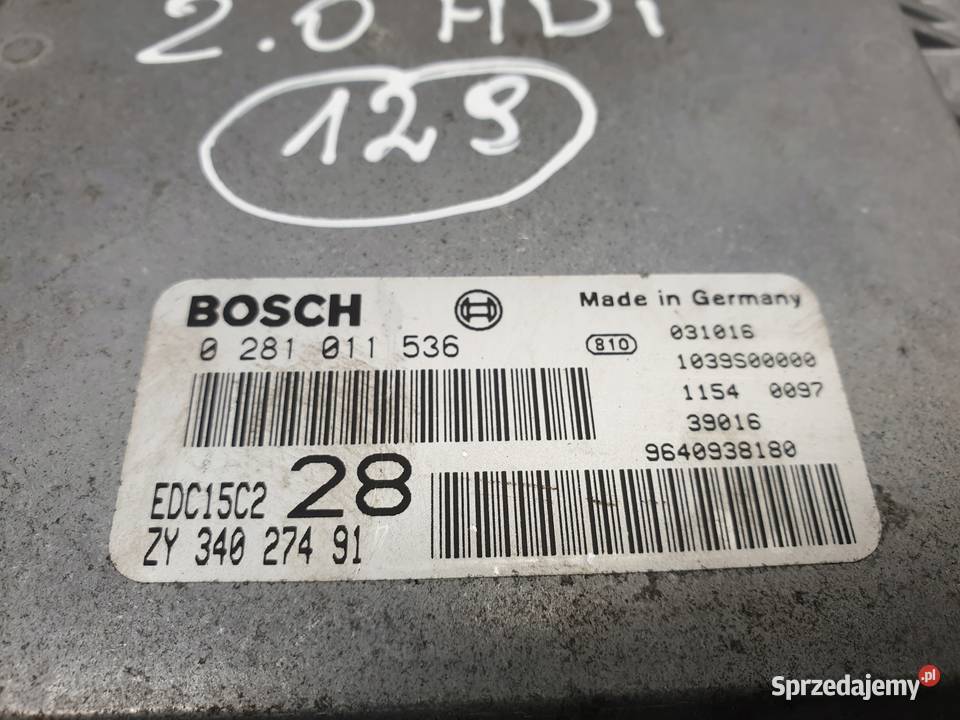 2.0 HDI
129
BOSCH
Made in Germany
0 281 011 536
810
031016
1039S00000
1154 0097
39016
9640938180
EDC15C2 28
ZY 340 274 91
Sprzedajemy.pl